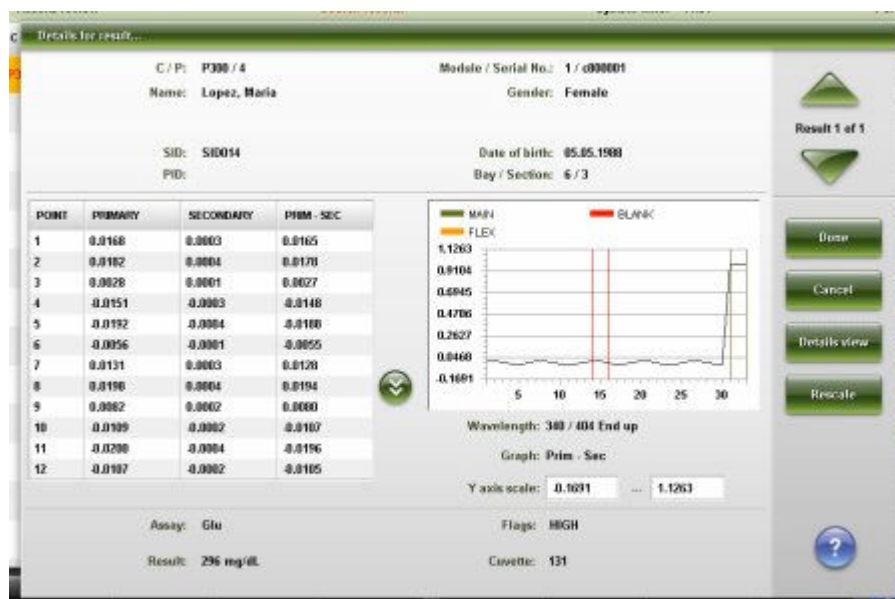 Details for result...
C / P: P300 / 4 Module / Serial No.: 1 / c000001
Name: Lopez, Maria Gender: Female
SID: SID014 Date of birth: 05.05.1988
PID: Bay / Section: 6 / 3
Result 1 of 1
POINT PRIMARY SECONDARY PRIM - SEC
1 0.0168 0.0003 0.0165
2 0.0182 0.0004 0.0178
3 0.0028 0.0001 0.0027
4 -0.0151 -0.0003 -0.0148
5 -0.0192 -0.0004 -0.0188
6 -0.0056 -0.0001 -0.0055
7 0.0131 0.0003 0.0128
8 0.0198 0.0004 0.0194
9 0.0082 0.0002 0.0080
10 -0.0109 -0.0002 -0.0107
11 -0.0200 -0.0004 -0.0196
12 -0.0107 -0.0002 -0.0105
MAIN BLANK
FLEX
1.1263
0.9104
0.6945
0.4786
0.2627
0.0468
-0.1691
5 10 15 20 25 30
Wavelength: 340 / 404 End up
Graph: Prim - Sec
Y axis scale: -0.1691 ... 1.1263
Done
Cancel
Details view
Rescale
Assay: Glu Flags: HIGH
Result: 296 mg/dL Cuvette: 131
?